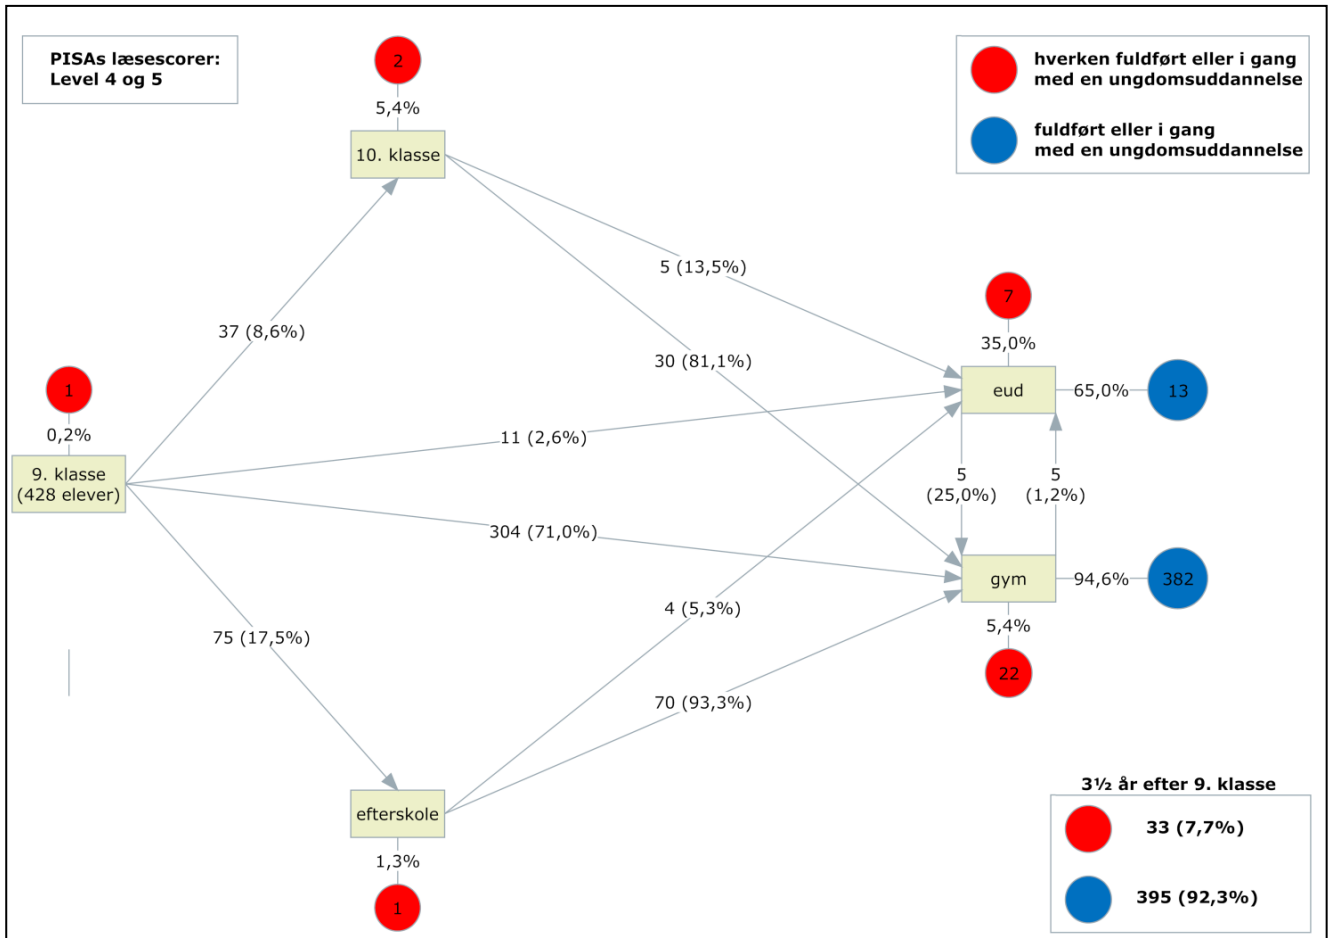 PISAs læsescorer:
Level 4 og 5
2
5,4%
10. klasse
hverken fuldført eller i gang
med en ungdomsuddannelse
fuldført eller i gang
med en ungdomsuddannelse
5 (13,5%)
37 (8,6%)
30 (81,1%)
7
35,0%
eud
65,0%
13
1
0,2%
9. klasse
(428 elever)
11 (2,6%)
5
(25,0%)
5
(1,2%)
304 (71,0%)
gym
94,6%
382
5,4%
22
4 (5,3%)
75 (17,5%)
70 (93,3%)
efterskole
1,3%
1
3½ år efter 9. klasse
33 (7,7%)
395 (92,3%)